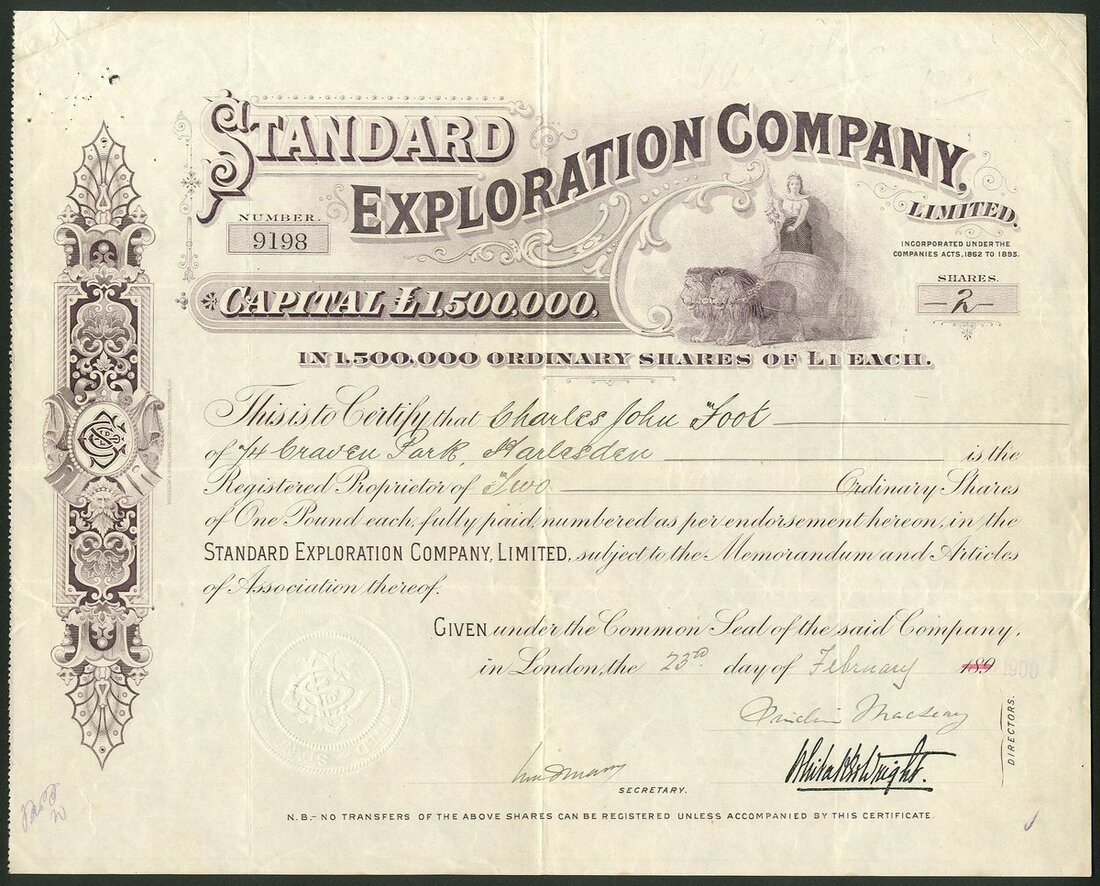 STANDARD
EXPLORATION COMPANY,
LIMITED.
NUMBER.
9198
INCORPORATED UNDER THE
COMPANIES ACTS, 1862 TO 1895.
CAPITAL £1,500,000.
SHARES.
-2-
IN 1,500,000 ORDINARY SHARES OF £1 EACH.
This is to Certify that Charles John Foot
of 74 Craven Park, Harlesden is the
Registered Proprietor of Two Ordinary Shares
of One Pound each, fully paid, numbered as per endorsement hereon, in the
STANDARD EXPLORATION COMPANY, LIMITED, subject to the Memorandum and Articles
of Association thereof.
GIVEN under the Common Seal of the said Company,
in London, the 23rd day of February 189 1900
Whitaker Wright.
DIRECTORS.
SECRETARY.
N.B.- NO TRANSFERS OF THE ABOVE SHARES CAN BE REGISTERED UNLESS ACCOMPANIED BY THIS CERTIFICATE.